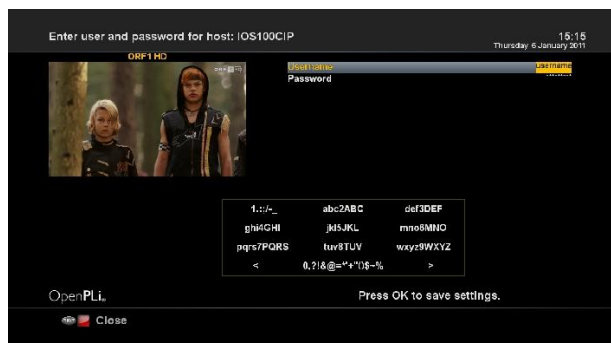 Enter user and password for host: IOS100CIP
15:15
Thursday 6 January 2011
ORF1 HD
Username
Username
Password
1.:/-_ abc2ABC def3DEF
ghi4GHI jkl5JKL mno6MNO
pqrs7PQRS tuv8TUV wxyz9WXYZ
< 0,?!&@=*'+"()$~% >
OpenPLi.
Press OK to save settings.
Close